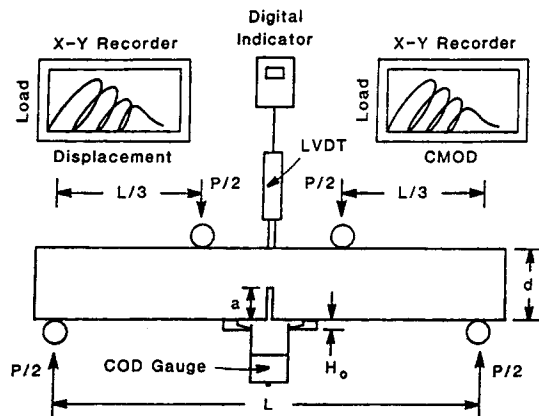 Digital
Indicator
X-Y Recorder
X-Y Recorder
Load
Load
Displacement
CMOD
LVDT
L/3
P/2
P/2
L/3
a
d
COD Gauge
H₀
P/2
P/2
L